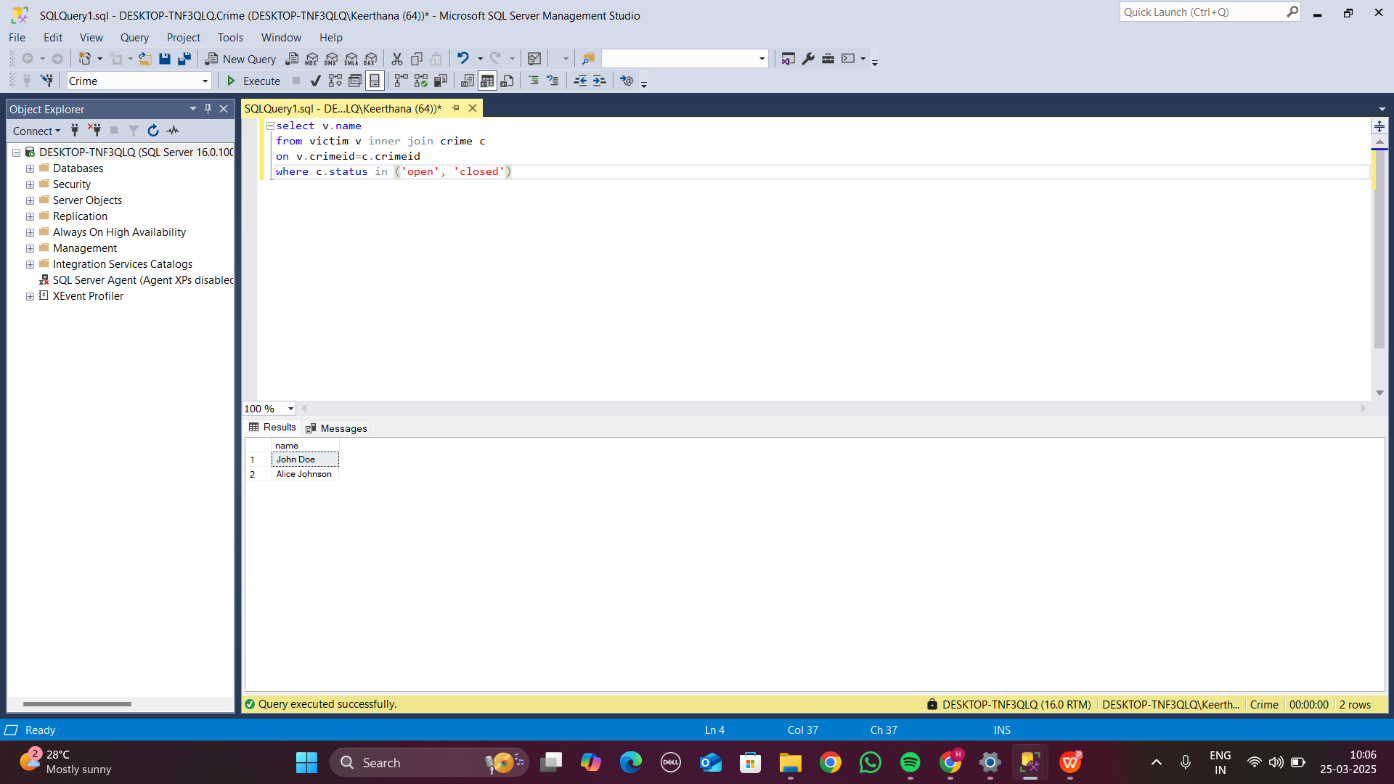 SQLQuery1.sql - DESKTOP-TNF3QLQ.Crime (DESKTOP-TNF3QLQ\Keerthana (64))* - Microsoft SQL Server Management Studio
Quick Launch (Ctrl+Q)
File Edit View Query Project Tools Window Help
New Query
MDX DMX XMLA DAX
Crime
Execute
Object Explorer
SQLQuery1.sql - DE...LQ\Keerthana (64))*
Connect
DESKTOP-TNF3QLQ (SQL Server 16.0.100
Databases
Security
Server Objects
Replication
Always On High Availability
Management
Integration Services Catalogs
SQL Server Agent (Agent XPs disabled
XEvent Profiler
select v.name
from victim v inner join crime c
on v.crimeid=c.crimeid
where c.status in ('open', 'closed')
100 %
Results Messages
name
1 John Doe
2 Alice Johnson
Query executed successfully.
DESKTOP-TNF3QLQ (16.0 RTM) DESKTOP-TNF3QLQ\Keerth... Crime 00:00:00 2 rows
Ready
Ln 4 Col 37 Ch 37 INS
2
28°C
Mostly sunny
Search
DELL
H
W
ENG
IN
10:06
25-03-2025